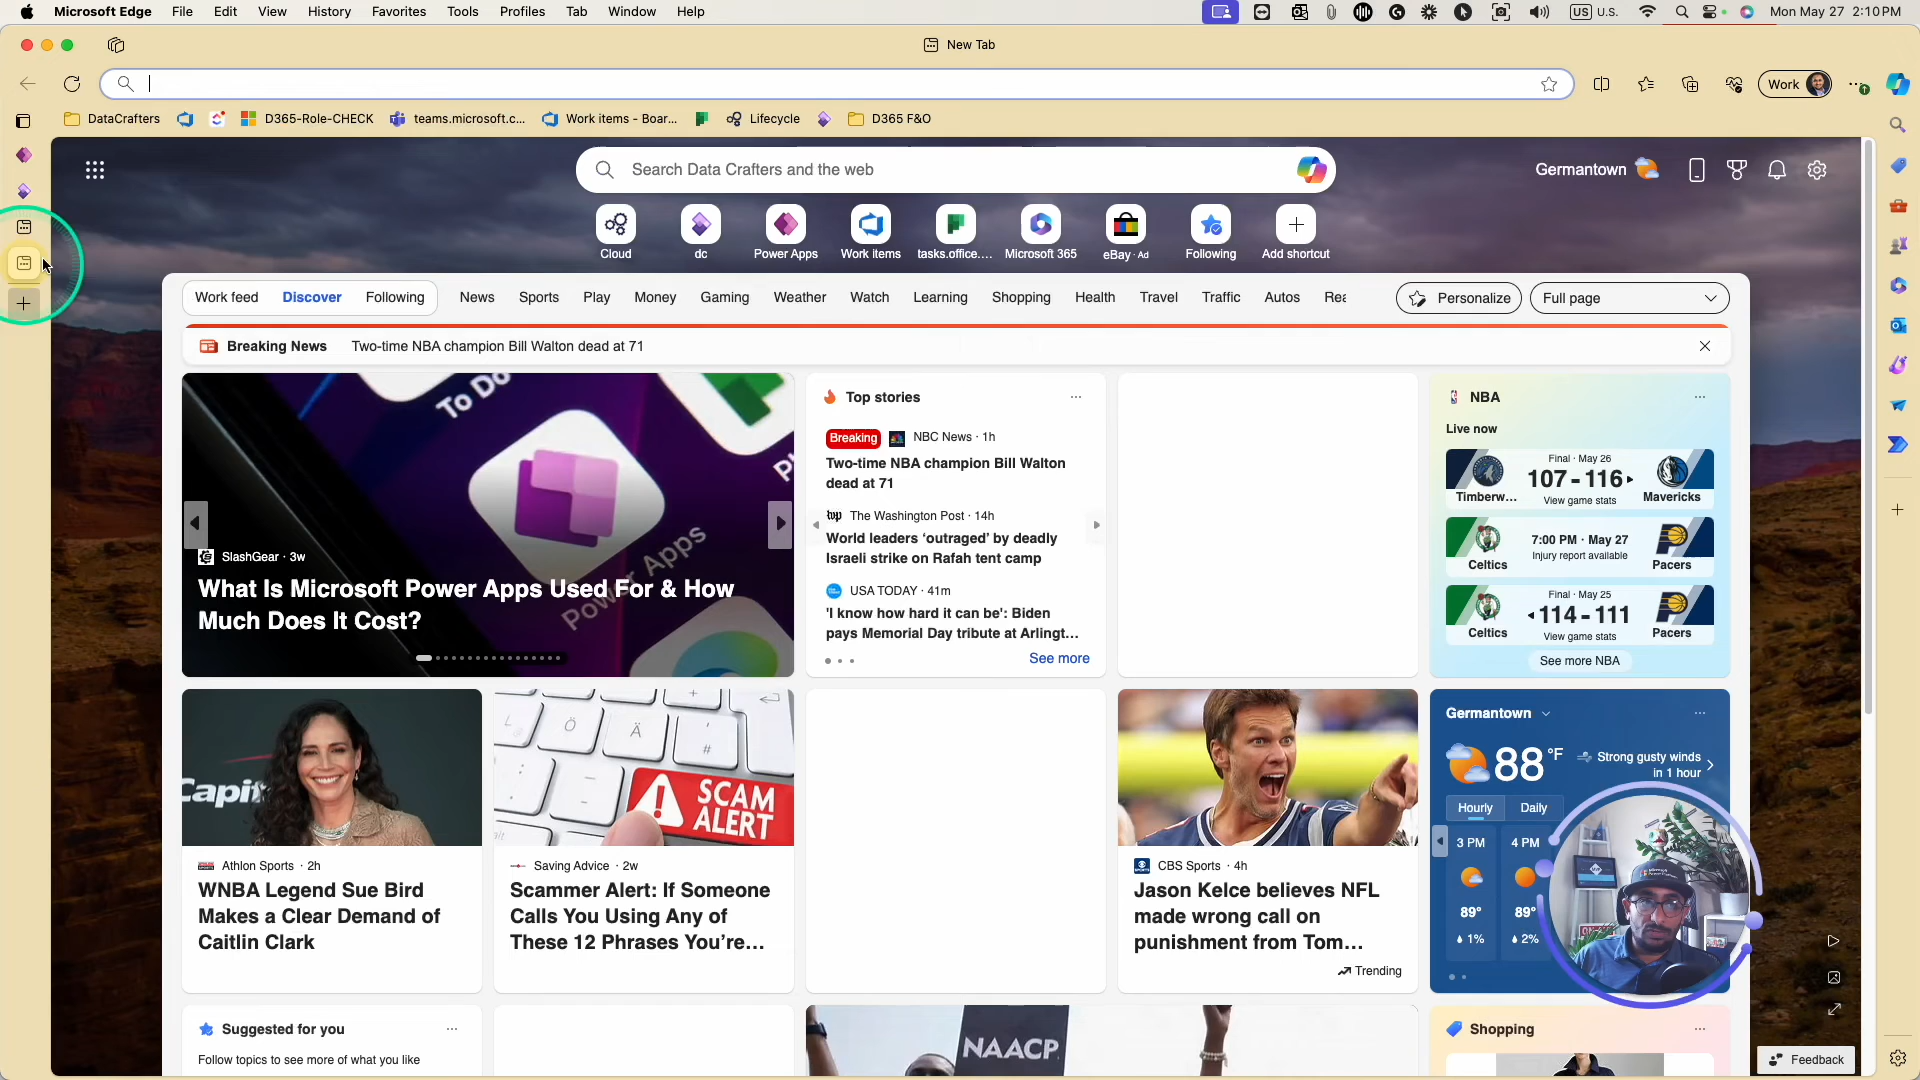 Microsoft Edge File Edit View History Favorites Tools Profiles Tab Window Help
US U.S. Mon May 27 2:10 PM
New Tab
Work
DataCrafters D365-Role-CHECK teams.microsoft.c... Work items - Boar... Lifecycle D365 F&O
Search Data Crafters and the web
Germantown
Cloud dc Power Apps Work items tasks.office.... Microsoft 365 eBay · Ad Following Add shortcut
Work feed Discover Following News Sports Play Money Gaming Weather Watch Learning Shopping Health Travel Traffic Autos Rea
Personalize Full page
Breaking News Two-time NBA champion Bill Walton dead at 71
To Do
Power Apps
SlashGear · 3w
What Is Microsoft Power Apps Used For & How
Much Does It Cost?
Top stories
Breaking NBC News · 1h
Two-time NBA champion Bill Walton
dead at 71
wp The Washington Post · 14h
World leaders ‘outraged’ by deadly
Israeli strike on Rafah tent camp
USA TODAY · 41m
'I know how hard it can be': Biden
pays Memorial Day tribute at Arlingt...
See more
NBA
Live now
Final · May 26
107 - 116
Timberw... View game stats Mavericks
7:00 PM · May 27
Injury report available
Celtics Pacers
Final · May 25
114 - 111
Celtics View game stats Pacers
See more NBA
Capi
Athlon Sports · 2h
WNBA Legend Sue Bird
Makes a Clear Demand of
Caitlin Clark
L Ö Ä #
SCAM
ALERT
Saving Advice · 2w
Scammer Alert: If Someone
Calls You Using Any of
These 12 Phrases You’re...
CBS Sports · 4h
Jason Kelce believes NFL
made wrong call on
punishment from Tom...
Trending
Germantown
88 °F Strong gusty winds
in 1 hour
Hourly Daily
3 PM 4 PM
89° 89°
1% 2%
Suggested for you
Follow topics to see more of what you like
NAACP
Shopping
Feedback